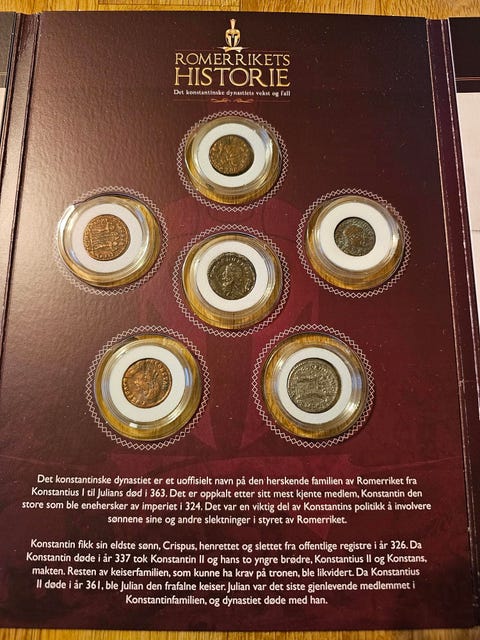 ROMERRIKETS
HISTORIE
Det konstantinske dynastiets vekst og fall
Det konstantinske dynastiet er et uoffisielt navn på den herskende familien av Romerriket fra
Konstantius I til Julians død i 363. Det er oppkalt etter sitt mest kjente medlem, Konstantin den
store som ble enehersker av imperiet i 324. Det var en viktig del av Konstantins politikk å involvere
sønnene sine og andre slektninger i styret av Romerriket.
Konstantin fikk sin eldste sønn, Crispus, henrettet og slettet fra offentlige registre i år 326. Da
Konstantin døde i år 337 tok Konstantin II og hans to yngre brødre, Konstantius II og Konstans,
makten. Resten av keiserfamilien, som kunne ha krav på tronen, ble likvidert. Da Konstantius
II døde i år 361, ble Julian den frafalne keiser. Julian var det siste gjenlevende medlemmet i
Konstantinfamilien, og dynastiet døde med han.